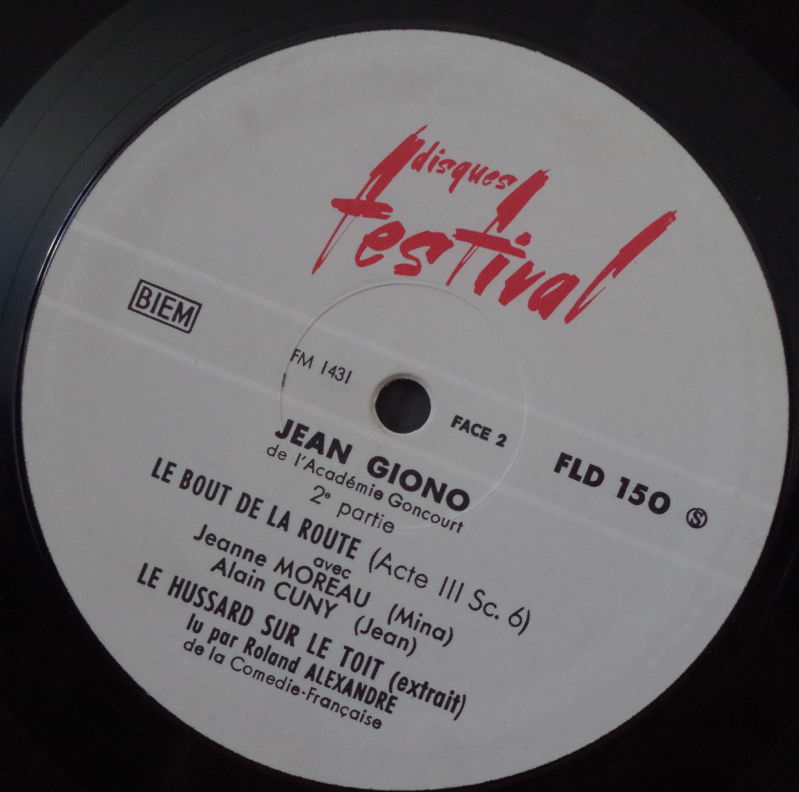 disques
festival
BIEM
FM 1431
FACE 2
FLD 150 Ⓢ
JEAN GIONO
de l'Académie Goncourt
2e partie
LE BOUT DE LA ROUTE (Acte III Sc. 6)
avec
Jeanne MOREAU (Mina)
Alain CUNY (Jean)
LE HUSSARD SUR LE TOIT (extrait)
lu par Roland ALEXANDRE
de la Comedie-Française